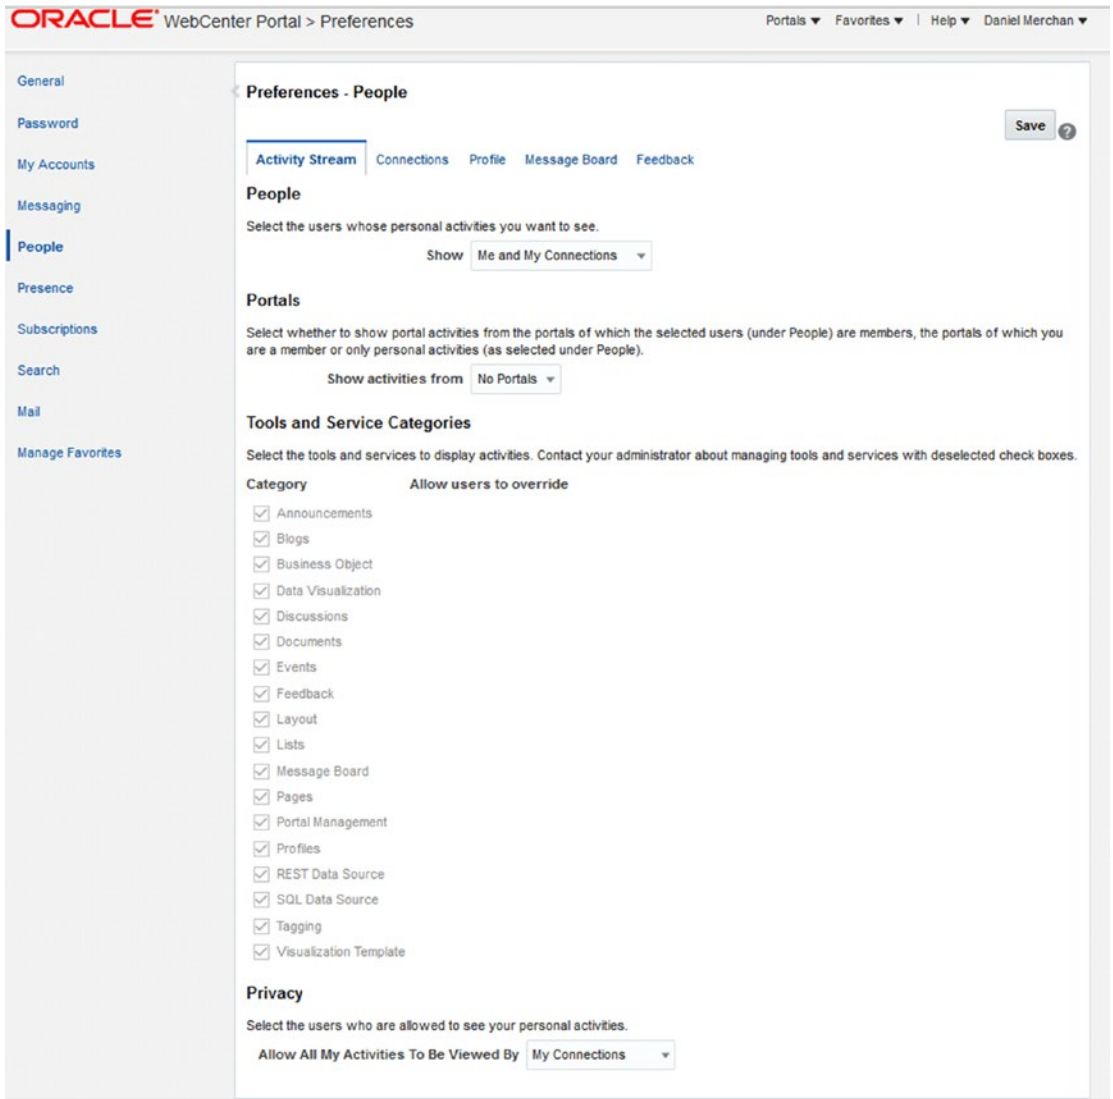 ORACLE WebCenter Portal > Preferences
Portals Favorites Help Daniel Merchan
General
Password
My Accounts
Messaging
People
Presence
Subscriptions
Search
Mail
Manage Favorites
Preferences - People
Save ?
Activity Stream Connections Profile Message Board Feedback
People
Select the users whose personal activities you want to see.
Show Me and My Connections
Portals
Select whether to show portal activities from the portals of which the selected users (under People) are members, the portals of which you
are a member or only personal activities (as selected under People).
Show activities from No Portals
Tools and Service Categories
Select the tools and services to display activities. Contact your administrator about managing tools and services with deselected check boxes.
Category Allow users to override
Announcements
Blogs
Business Object
Data Visualization
Discussions
Documents
Events
Feedback
Layout
Lists
Message Board
Pages
Portal Management
Profiles
REST Data Source
SQL Data Source
Tagging
Visualization Template
Privacy
Select the users who are allowed to see your personal activities.
Allow All My Activities To Be Viewed By My Connections